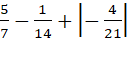 5/7 − 1/14 + |− 4/21|